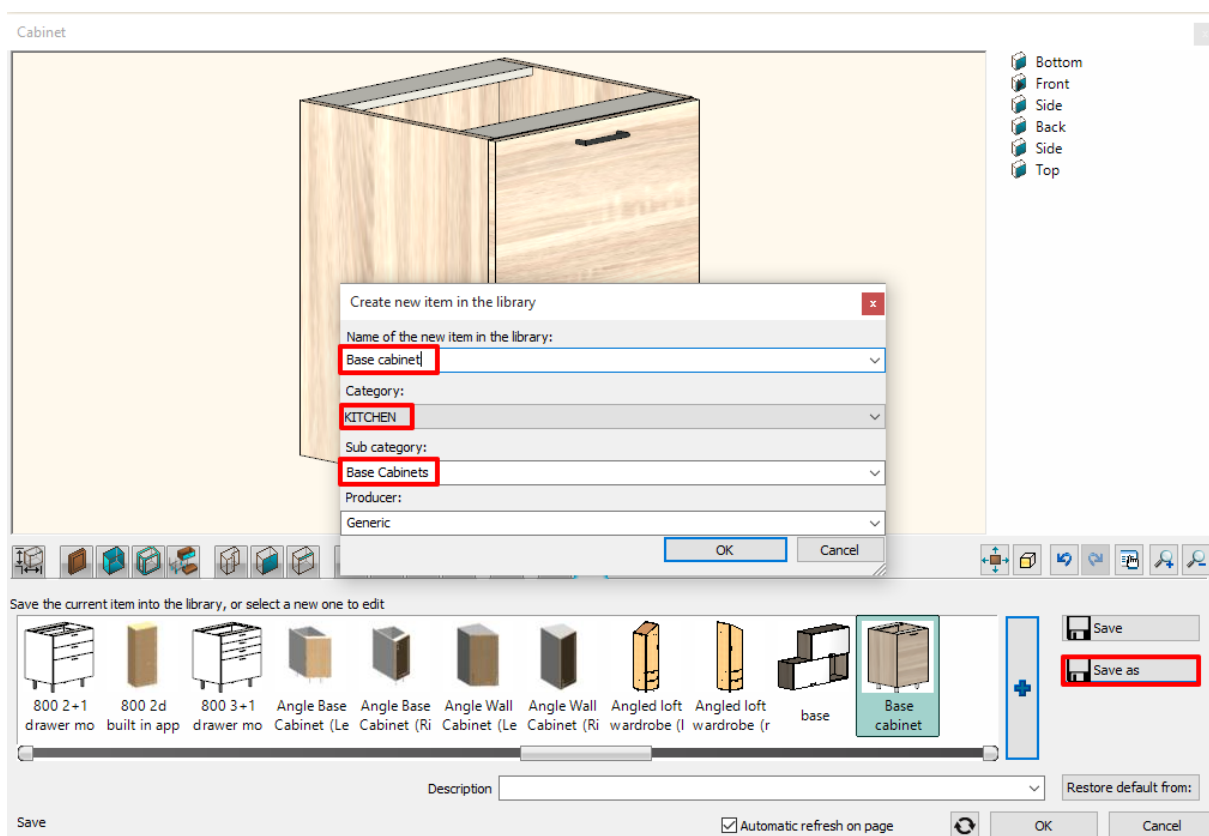 Cabinet
Bottom
Front
Side
Back
Side
Top
Create new item in the library
Name of the new item in the library:
Base cabinet
Category:
KITCHEN
Sub category:
Base Cabinets
Producer:
Generic
OK
Cancel
Save the current item into the library, or select a new one to edit
800 2+1
drawer mo
800 2d
built in app
800 3+1
drawer mo
Angle Base
Cabinet (Le
Angle Base
Cabinet (Ri
Angle Wall
Cabinet (Le
Angle Wall
Cabinet (Ri
Angled loft
wardrobe (l
Angled loft
wardrobe (r
base
Base
cabinet
Save
Save as
Description
Restore default from:
Save
Automatic refresh on page
OK
Cancel